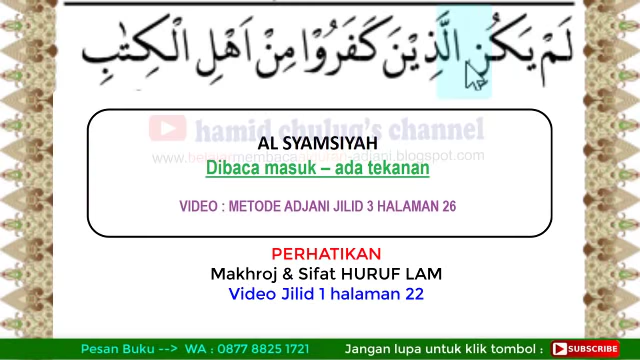 لَمْ يَكُنِ الَّذِيْنَ كَفَرُوْا مِنْ اَهْلِ الْكِتٰبِ
hamid chuluq's channel
AL SYAMSIYAH
Dibaca masuk – ada tekanan
VIDEO : METODE ADJANI JILID 3 HALAMAN 26
PERHATIKAN
Makhroj & Sifat HURUF LAM
Video Jilid 1 halaman 22
Pesan Buku --> WA : 0877 8825 1721 Jangan lupa untuk klik tombol : SUBSCRIBE